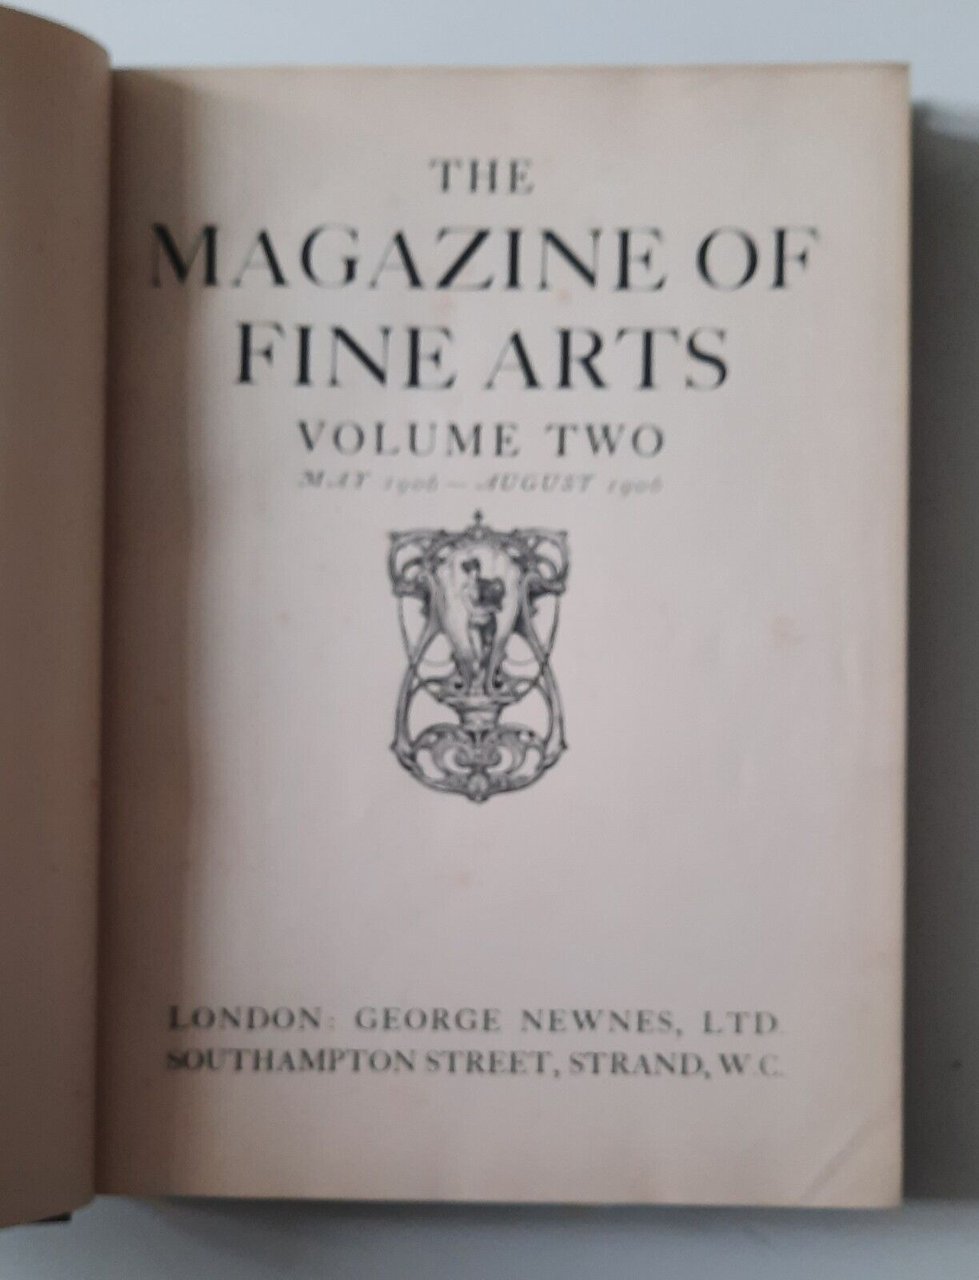 THE
MAGAZINE OF
FINE ARTS
VOLUME TWO
MAY 1906 — AUGUST 1906
LONDON: GEORGE NEWNES, LTD.
SOUTHAMPTON STREET, STRAND, W.C.